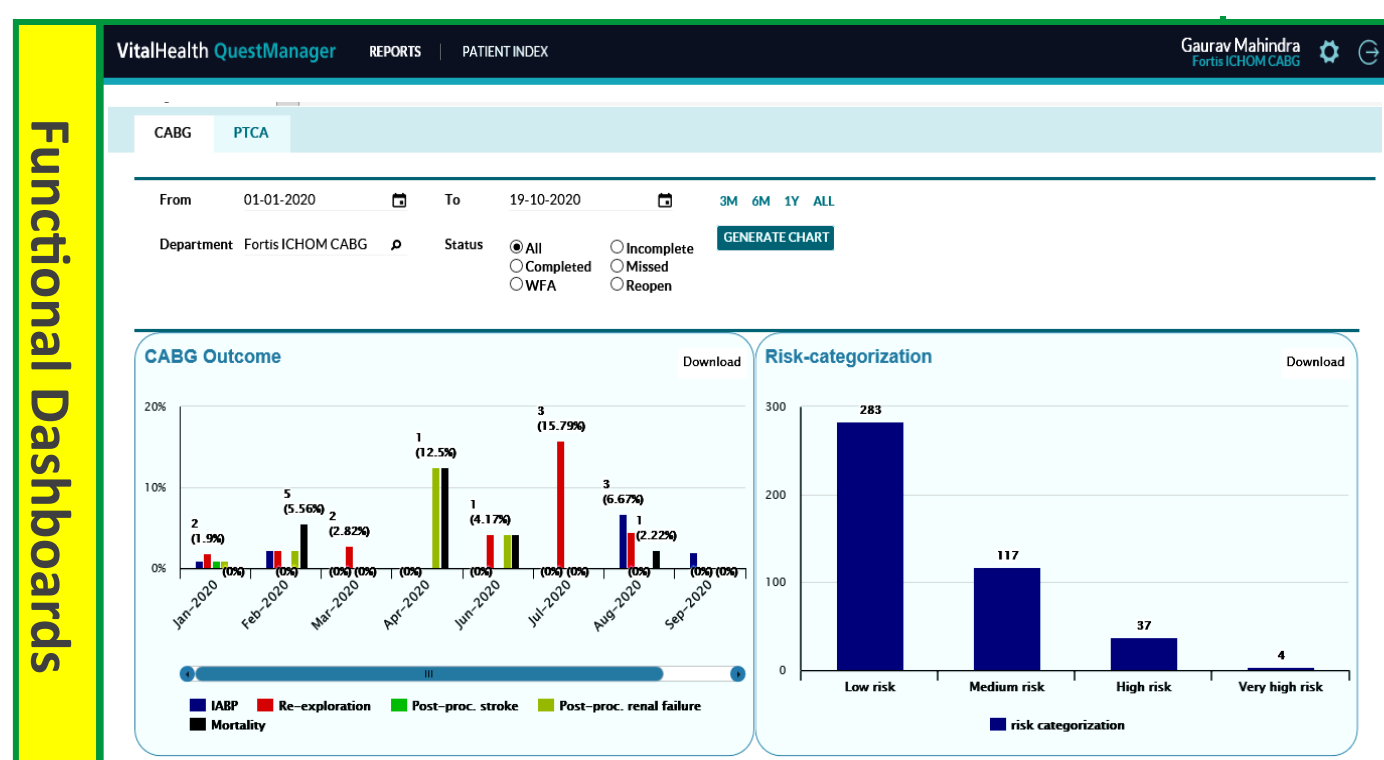 Functional Dashboards
VitalHealth QuestManager REPORTS PATIENT INDEX Gaurav Mahindra
Fortis ICHOM CABG
CABG PTCA
From 01-01-2020 To 19-10-2020 3M 6M 1Y ALL
Department Fortis ICHOM CABG Status All Incomplete GENERATE CHART
Completed Missed
WFA Reopen
CABG Outcome Download
20%
10%
0%
2
(1.9%)
(0%)
5
(5.56%)
(0%)
2
(2.82%)
(0%) (0%)
1
(12.5%)
(0%)
1
(4.17%)
(0%)
3
(15.79%)
(0%) (0%)
3
(6.67%)
1
(2.22%)
(0%)
(0%) (0%)
Jan-2020 Feb-2020 Mar-2020 Apr-2020 Jun-2020 Jul-2020 Aug-2020 Sep-2020
IABP Re-exploration Post-proc. stroke Post-proc. renal failure
Mortality
Risk-categorization Download
300
200
100
0
283
117
37
4
Low risk Medium risk High risk Very high risk
risk categorization